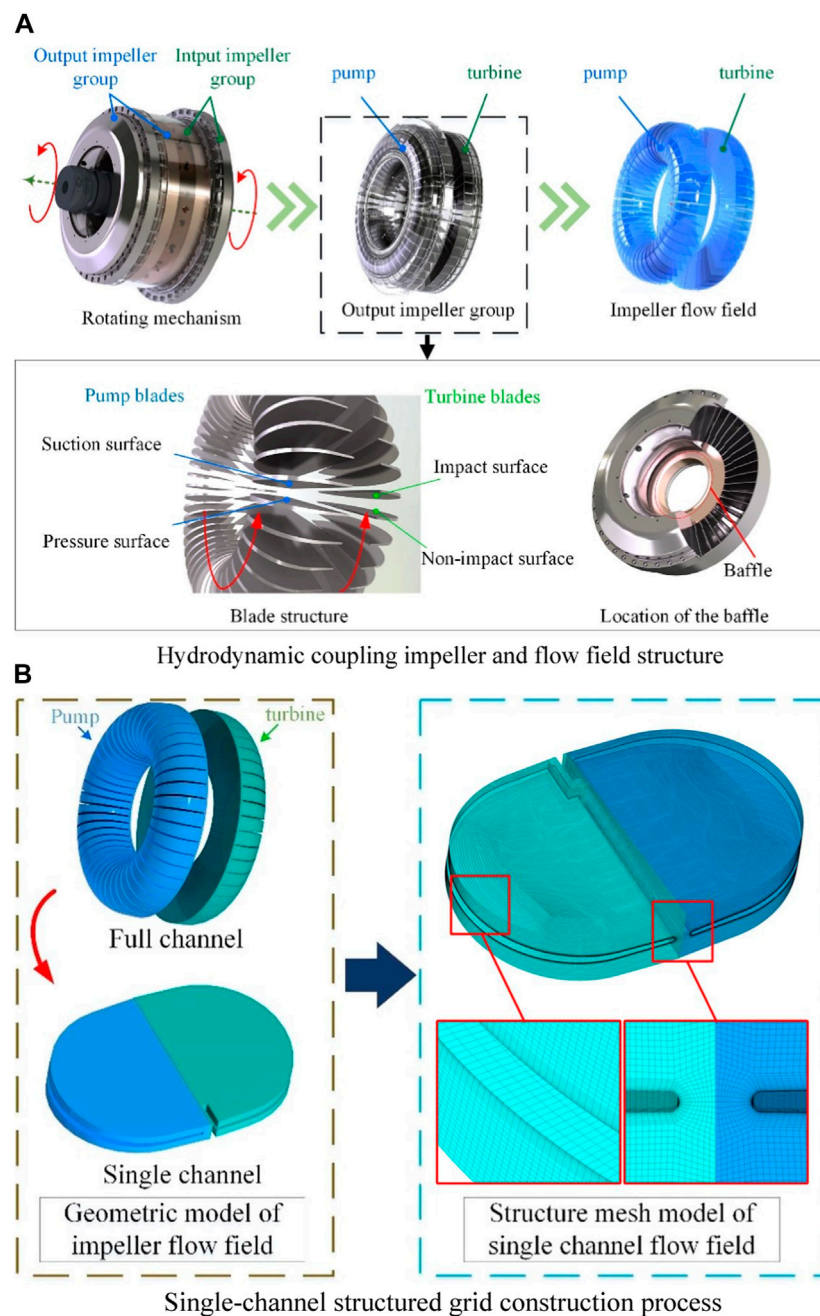 A
Output impeller
group
Intput impeller
group
pump
turbine
pump
turbine
Rotating mechanism
Output impeller group
Impeller flow field
Pump blades
Turbine blades
Suction surface
Impact surface
Pressure surface
Non-impact surface
Baffle
Blade structure
Location of the baffle
Hydrodynamic coupling impeller and flow field structure
B
Pump
turbine
Full channel
Single channel
Geometric model of
impeller flow field
Structure mesh model of
single channel flow field
Single-channel structured grid construction process